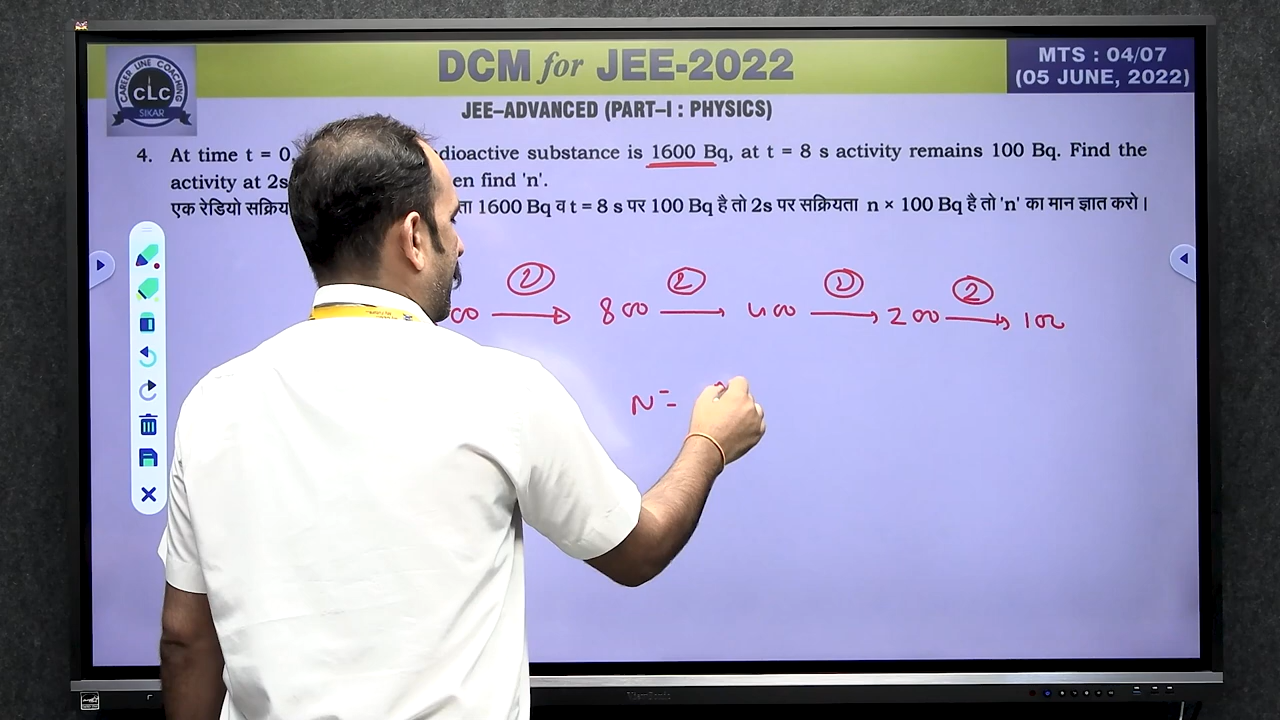 DCM for JEE-2022
MTS : 04/07
(05 JUNE, 2022)
CAREER LINE COACHING
CLC
SIKAR
JEE–ADVANCED (PART–I : PHYSICS)
4. At time t = 0, dioactive substance is 1600 Bq, at t = 8 s activity remains 100 Bq. Find the
activity at 2s en find 'n'.
एक रेडियो सक्रिय ता 1600 Bq व t = 8 s पर 100 Bq है तो 2s पर सक्रियता n × 100 Bq है तो 'n' का मान ज्ञात करो।
2 2 2 2
00 → 800 → 400 → 200 → 100
N =
ViewSonic